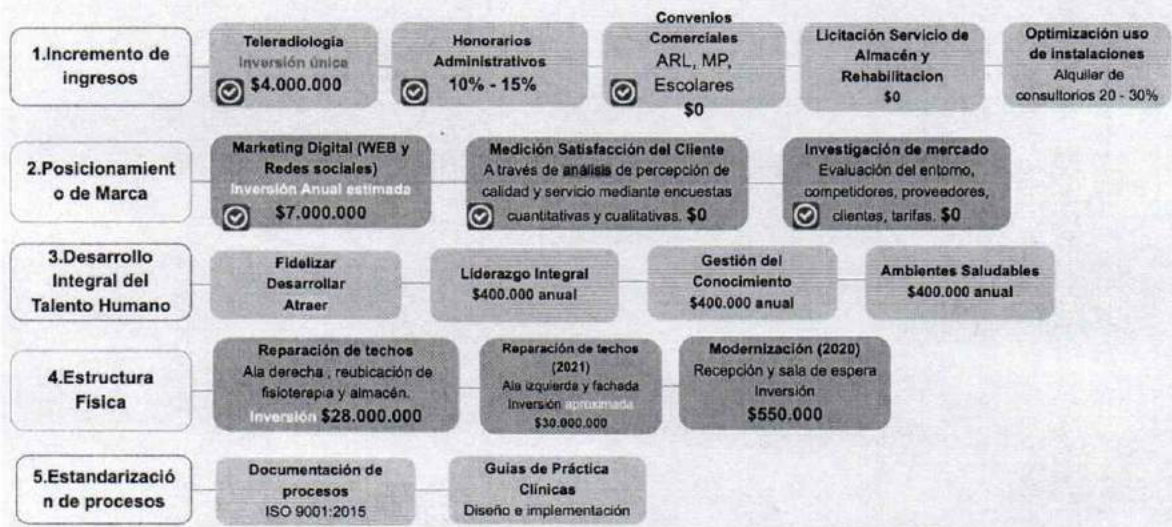 1.Incremento de
ingresos
Teleradiologia
Inversión única
$4.000.000
Honorarios
Administrativos
10% - 15%
Convenios
Comerciales
ARL, MP,
Escolares
$0
Licitación Servicio de
Almacén y
Rehabilitacion
$0
Optimización uso
de instalaciones
Alquilar de
consultorios 20 - 30%
2.Posicionamient
o de Marca
Marketing Digital (WEB y
Redes sociales)
Inversión Anual estimada
$7.000.000
Medición Satisfacción del Cliente
A través de análisis de percepción de
calidad y servicio mediante encuestas
cuantitativas y cualitativas. $0
Investigación de mercado
Evaluación del entorno,
competidores, proveedores,
clientes, tarifas. $0
3.Desarrollo
Integral del
Talento Humano
Fidelizar
Desarrollar
Atraer
Liderazgo Integral
$400.000 anual
Gestión del
Conocimiento
$400.000 anual
Ambientes Saludables
$400.000 anual
4.Estructura
Física
Reparación de techos
Ala derecha , reubicación de
fisioterapia y almacén.
Inversión $28.000.000
Reparación de techos
(2021)
Ala izquierda y fachada
Inversión aproximada
$30.000.000
Modernización (2020)
Recepción y sala de espera
Inversión
$550.000
5.Estandarizació
n de procesos
Documentación de
procesos
ISO 9001:2015
Guias de Práctica
Clínicas
Diseño e implementación